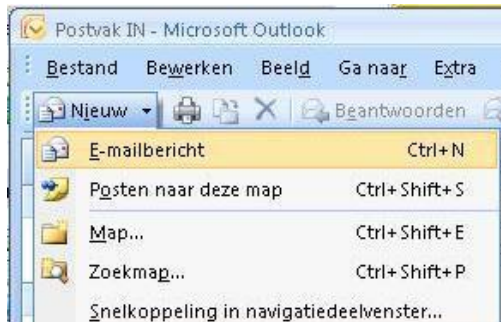 Postvak IN - Microsoft Outlook
Bestand Bewerken Beeld Ga naar Extra
Nieuw Beantwoorden
E-mailbericht Ctrl+N
Posten naar deze map Ctrl+Shift+S
Map... Ctrl+Shift+E
Zoekmap... Ctrl+Shift+P
Snelkoppeling in navigatiedeelvenster...